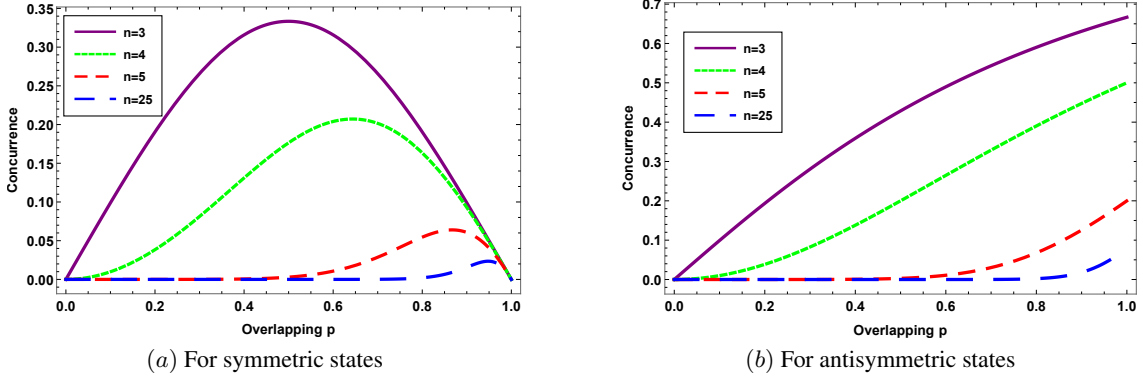 n=3
n=4
n=5
n=25
Concurrence
0.35
0.30
0.25
0.20
0.15
0.10
0.05
0.00
0.0 0.2 0.4 0.6 0.8 1.0
Overlapping p
(a) For symmetric states
n=3
n=4
n=5
n=25
Concurrence
0.7
0.6
0.5
0.4
0.3
0.2
0.1
0.0
0.0 0.2 0.4 0.6 0.8 1.0
Overlapping p
(b) For antisymmetric states